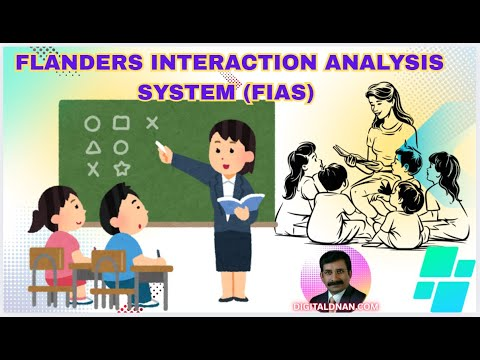 FLANDERS INTERACTION ANALYSIS
SYSTEM (FIAS)
DIGITALDNAN.COM